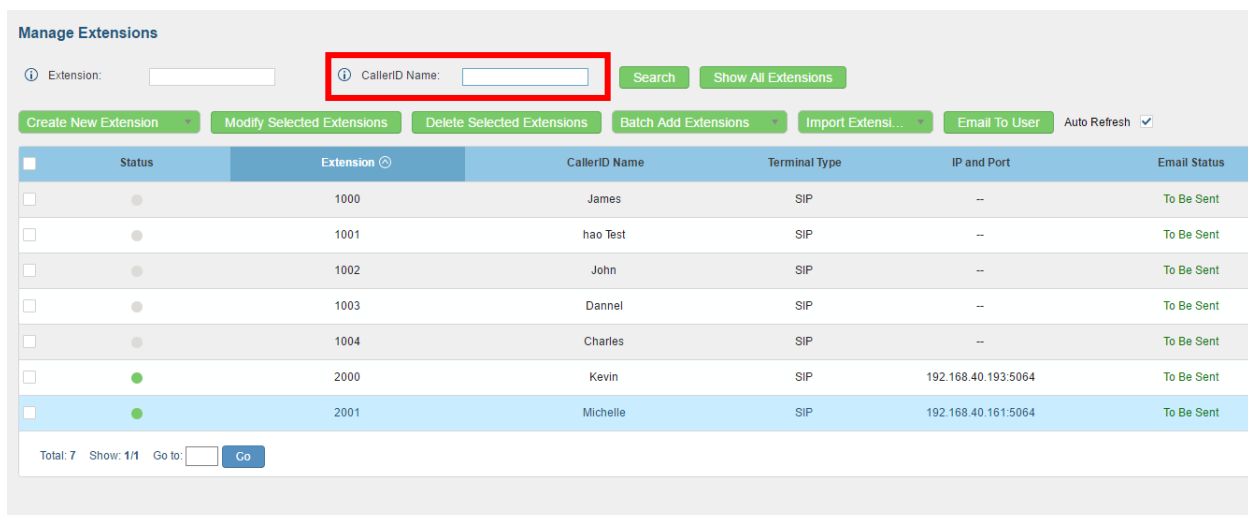 Manage Extensions
Extension: CallerID Name: Search Show All Extensions
Create New Extension Modify Selected Extensions Delete Selected Extensions Batch Add Extensions Import Extensi... Email To User Auto Refresh
Status Extension CallerID Name Terminal Type IP and Port Email Status
1000 James SIP -- To Be Sent
1001 hao Test SIP -- To Be Sent
1002 John SIP -- To Be Sent
1003 Dannel SIP -- To Be Sent
1004 Charles SIP -- To Be Sent
2000 Kevin SIP 192.168.40.193:5064 To Be Sent
2001 Michelle SIP 192.168.40.161:5064 To Be Sent
Total: 7 Show: 1/1 Go to: Go